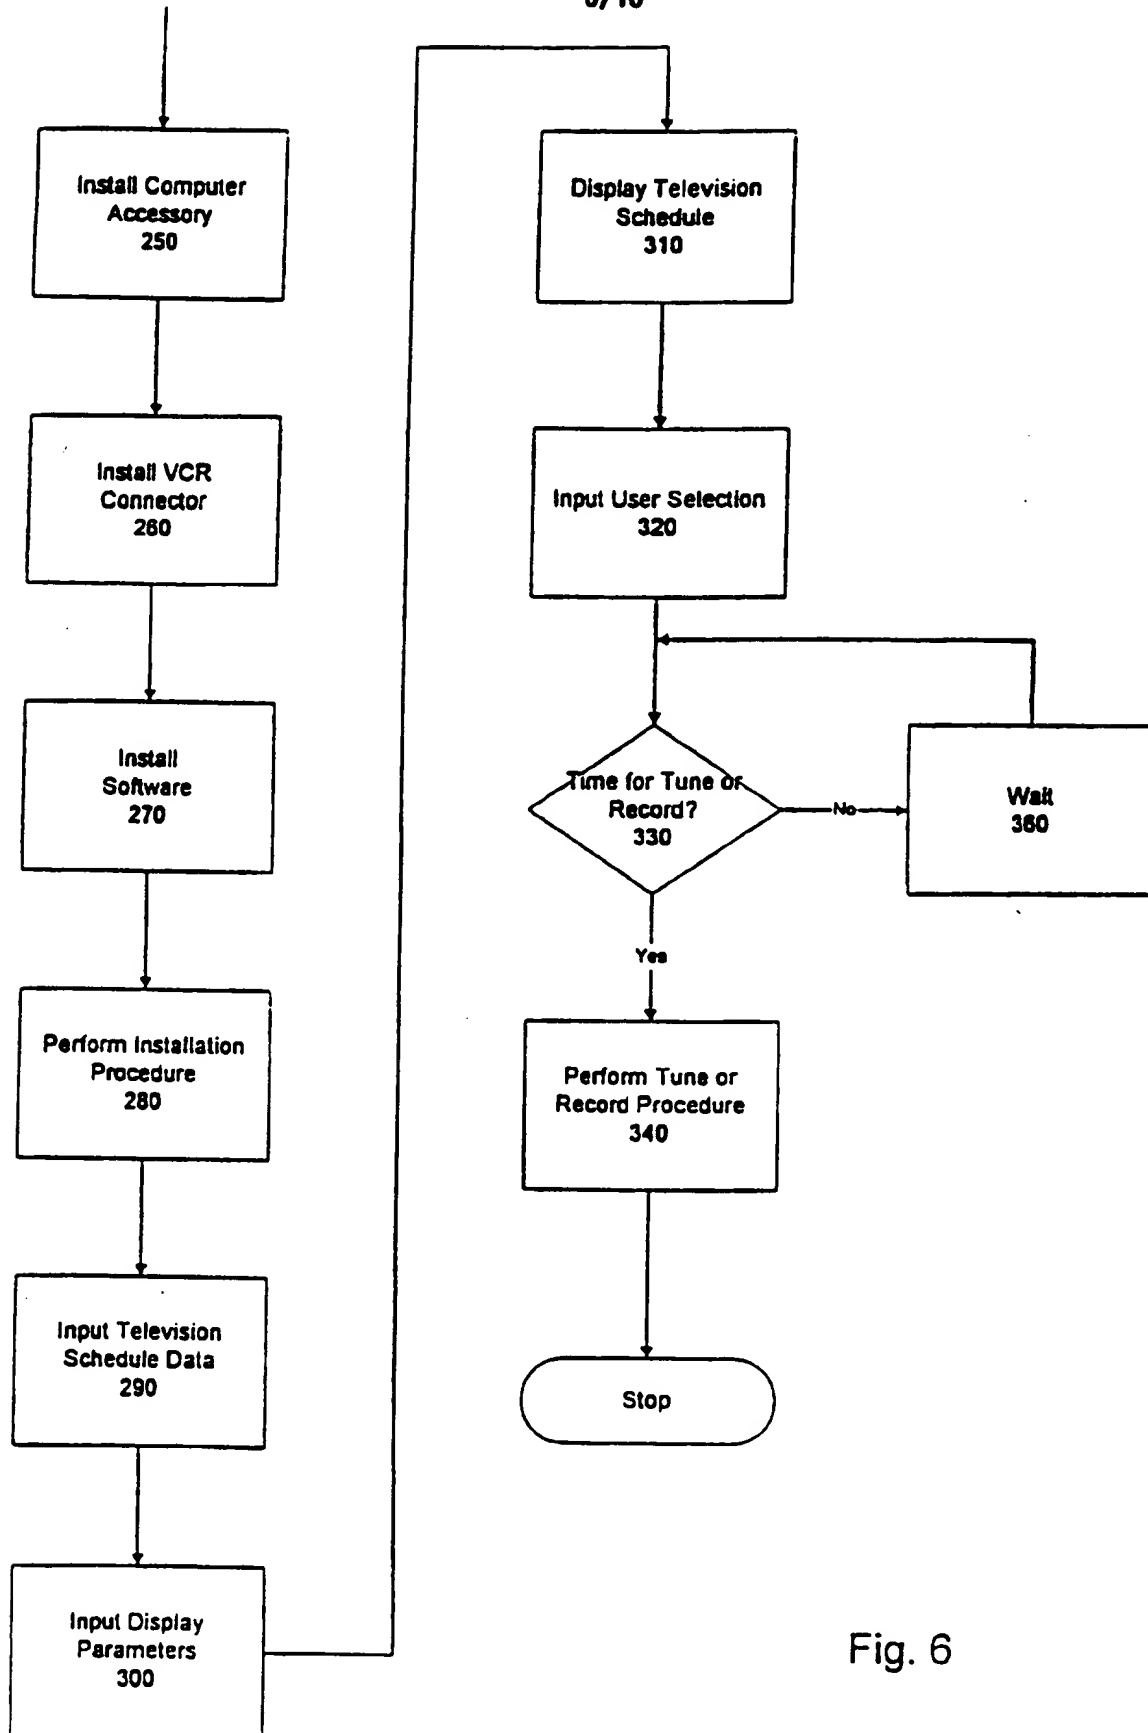 Install Computer
Accessory
250
Install VCR
Connector
260
Install
Software
270
Perform Installation
Procedure
280
Input Television
Schedule Data
290
Input Display
Parameters
300
Display Television
Schedule
310
Input User Selection
320
Time for Tune or
Record?
330
No
Wait
360
Yes
Perform Tune or
Record Procedure
340
Stop
Fig. 6